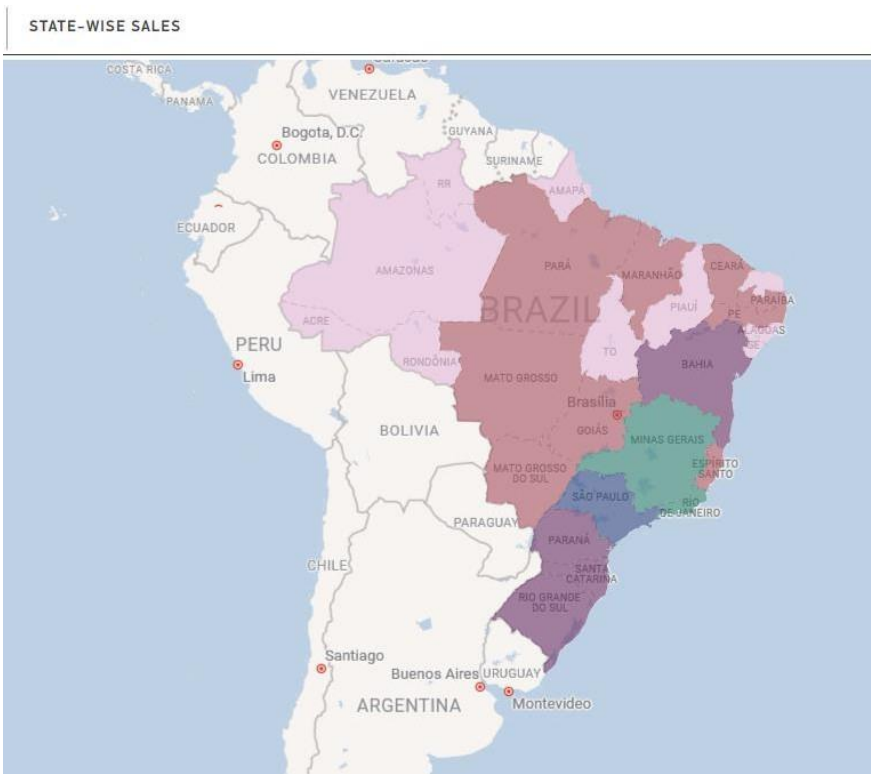 STATE-WISE SALES
COSTA RICA
PANAMA
VENEZUELA
GUYANA
Bogota, D.C.
COLOMBIA
SURINAME
RR
AMAPÁ
ECUADOR
AMAZONAS
PARÁ
MARANHÃO
CEARÁ
BRAZIL
PIAUÍ
PARAÍBA
PE
ACRE
ALAGOAS
SE
PERU
RONDÔNIA
TO
BAHIA
Lima
MATO GROSSO
Brasília
BOLIVIA
GOIÁS
MINAS GERAIS
MATO GROSSO
DO SUL
ESPÍRITO
SANTO
SÃO PAULO
RIO
DE JANEIRO
PARAGUAY
PARANÁ
CHILE
SANTA
CATARINA
RIO GRANDE
DO SUL
Santiago
Buenos Aires
URUGUAY
ARGENTINA
Montevideo